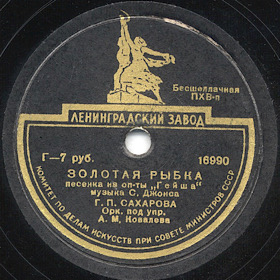 Бесшеллачная
ПХВ-п
ЛЕНИНГРАДСКИЙ ЗАВОД
Г—7 руб.
16990
ЗОЛОТАЯ РЫБКА
песенка из оп-ты „Гейша"
музыка С. Джонса
Г. П. САХАРОВА
Орк. под упр.
А. М. Ковалева
КОМИТЕТ ПО ДЕЛАМ ИСКУССТВ ПРИ СОВЕТЕ МИНИСТРОВ СССР